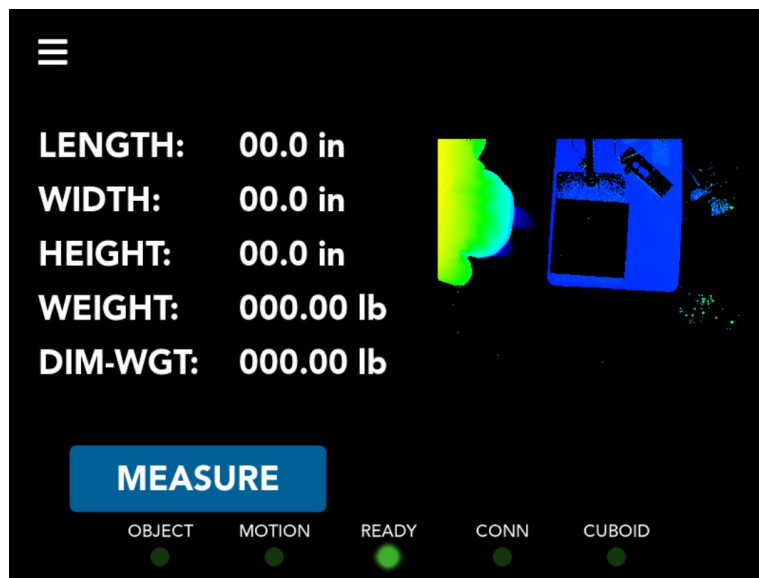 LENGTH: 00.0 in
WIDTH: 00.0 in
HEIGHT: 00.0 in
WEIGHT: 000.00 lb
DIM-WGT: 000.00 lb
MEASURE
OBJECT MOTION READY CONN CUBOID